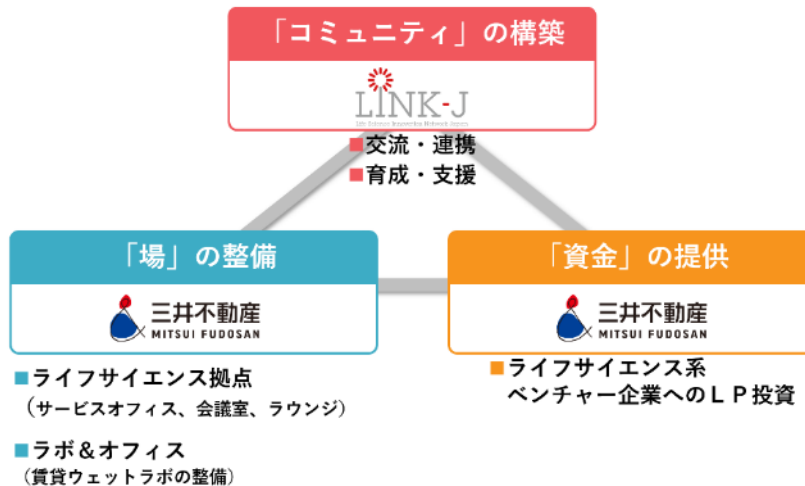 「コミュニティ」の構築
LINK-J
Life Science Innovation Network Japan
■交流・連携
■育成・支援
「場」の整備
三井不動産
MITSUI FUDOSAN
■ライフサイエンス拠点
（サービスオフィス、会議室、ラウンジ）
■ラボ＆オフィス
（賃貸ウェットラボの整備）
「資金」の提供
三井不動産
MITSUI FUDOSAN
■ライフサイエンス系
ベンチャー企業へのＬＰ投資